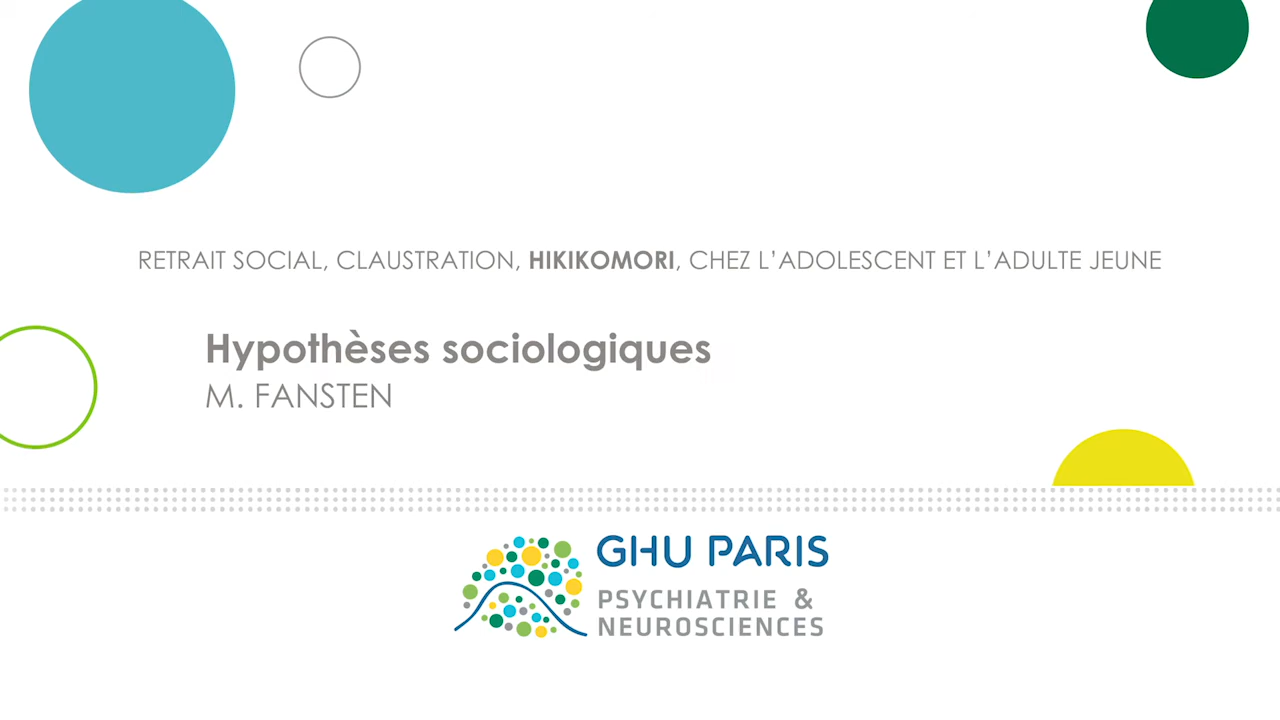 RETRAIT SOCIAL, CLAUSTRATION, HIKIKOMORI, CHEZ L’ADOLESCENT ET L’ADULTE JEUNE
Hypothèses sociologiques
M. FANSTEN
GHU PARIS
PSYCHIATRIE &
NEUROSCIENCES